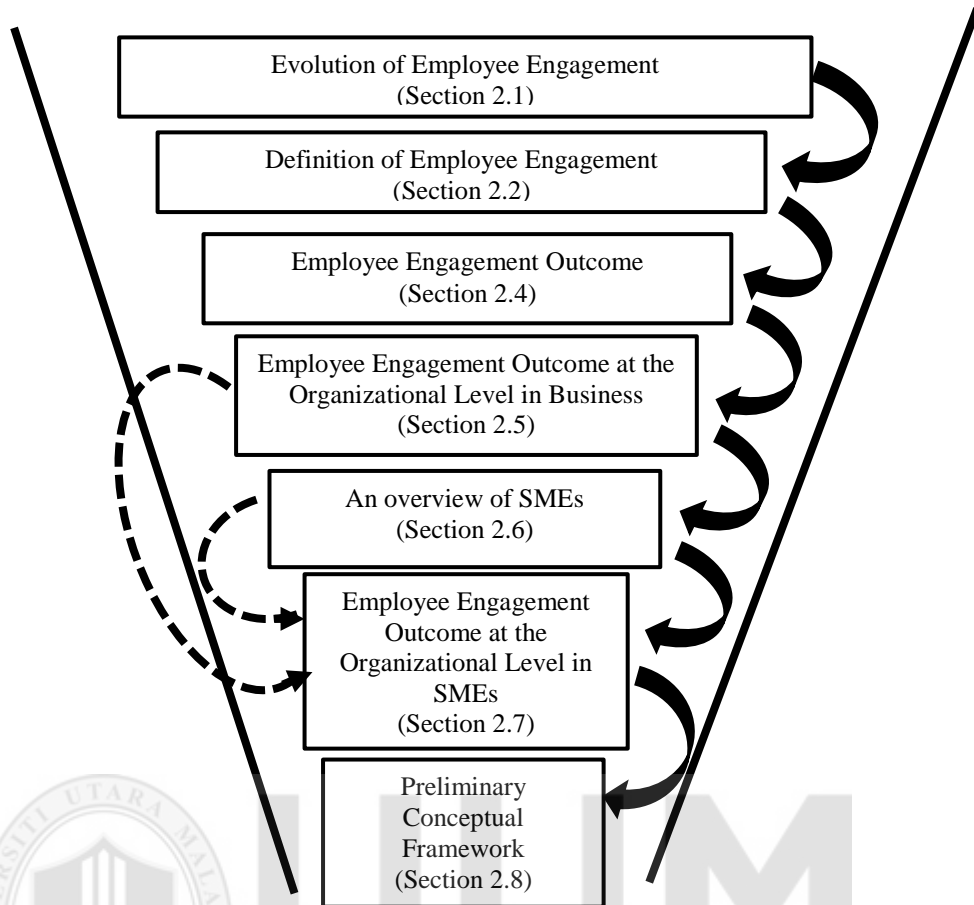 Evolution of Employee Engagement
(Section 2.1)
Definition of Employee Engagement
(Section 2.2)
Employee Engagement Outcome
(Section 2.4)
Employee Engagement Outcome at the
Organizational Level in Business
(Section 2.5)
An overview of SMEs
(Section 2.6)
Employee Engagement
Outcome at the
Organizational Level in
SMEs
(Section 2.7)
Preliminary
Conceptual
Framework
(Section 2.8)
UTARA